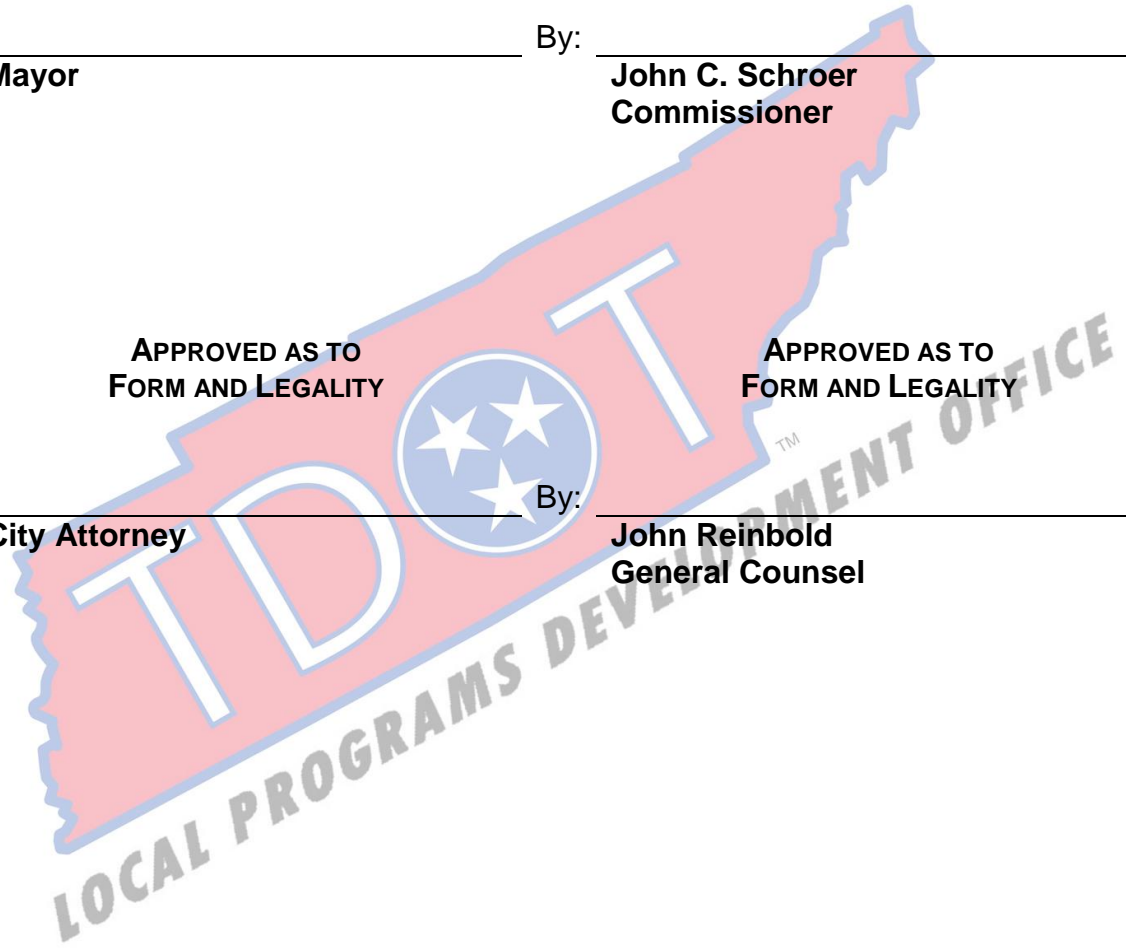 By:
Mayor
John C. Schroer
Commissioner
APPROVED AS TO
FORM AND LEGALITY
APPROVED AS TO
FORM AND LEGALITY
By:
City Attorney
John Reinbold
General Counsel
TDOT
TM
LOCAL PROGRAMS DEVELOPMENT OFFICE